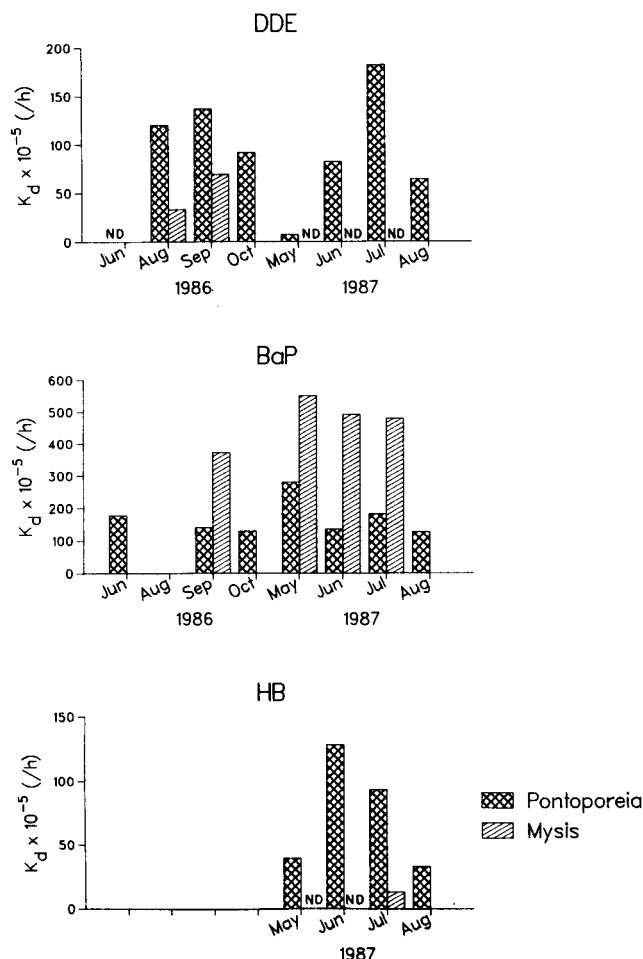 DDE
200
150
100
50
0
K_d x 10^-5 (/h)
ND
ND ND ND
Jun Aug Sep Oct May Jun Jul Aug
1986 1987
BaP
600
500
400
300
200
100
0
K_d x 10^-5 (/h)
Jun Aug Sep Oct May Jun Jul Aug
1986 1987
HB
150
100
50
0
K_d x 10^-5 (/h)
ND ND
May Jun Jul Aug
1987
Pontoporeia
Mysis